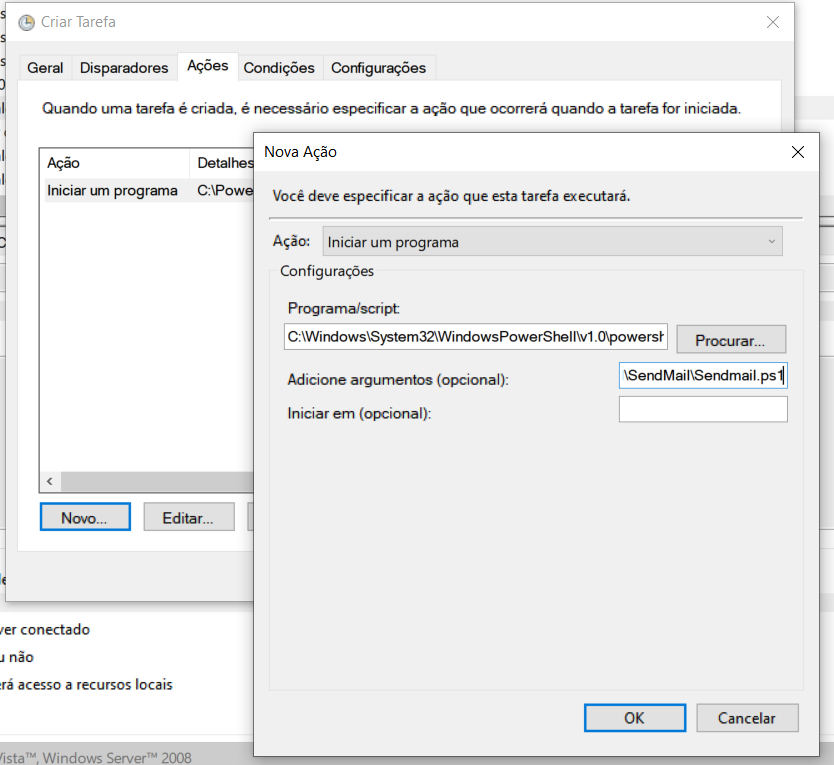 Criar Tarefa
Geral Disparadores Ações Condições Configurações
Quando uma tarefa é criada, é necessário especificar a ação que ocorrerá quando a tarefa for iniciada.
Ação Detalhes
Iniciar um programa C:\Powe
Novo... Editar...
Nova Ação
Você deve especificar a ação que esta tarefa executará.
Ação: Iniciar um programa
Configurações
Programa/script:
C:\Windows\System32\WindowsPowerShell\v1.0\powersh
Procurar...
Adicione argumentos (opcional): \SendMail\Sendmail.ps1
Iniciar em (opcional):
OK Cancelar
ver conectado
u não
erá acesso a recursos locais
Vista™, Windows Server™ 2008